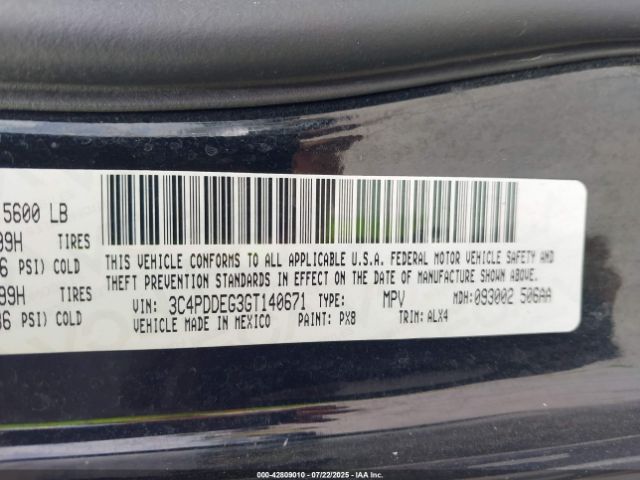 5600 LB
99H TIRES
6 PSI) COLD
99H TIRES
36 PSI) COLD
THIS VEHICLE CONFORMS TO ALL APPLICABLE U.S.A. FEDERAL MOTOR VEHICLE SAFETY AND
THEFT PREVENTION STANDARDS IN EFFECT ON THE DATE OF MANUFACTURE SHOWN ABOVE.
VIN: 3C4PDDEG3GT140671 TYPE: MPV MDH: 093002 506AA
VEHICLE MADE IN MEXICO PAINT: PX8 TRIM: ALX4
000-42809010 - 07/22/2025 - IAA Inc.